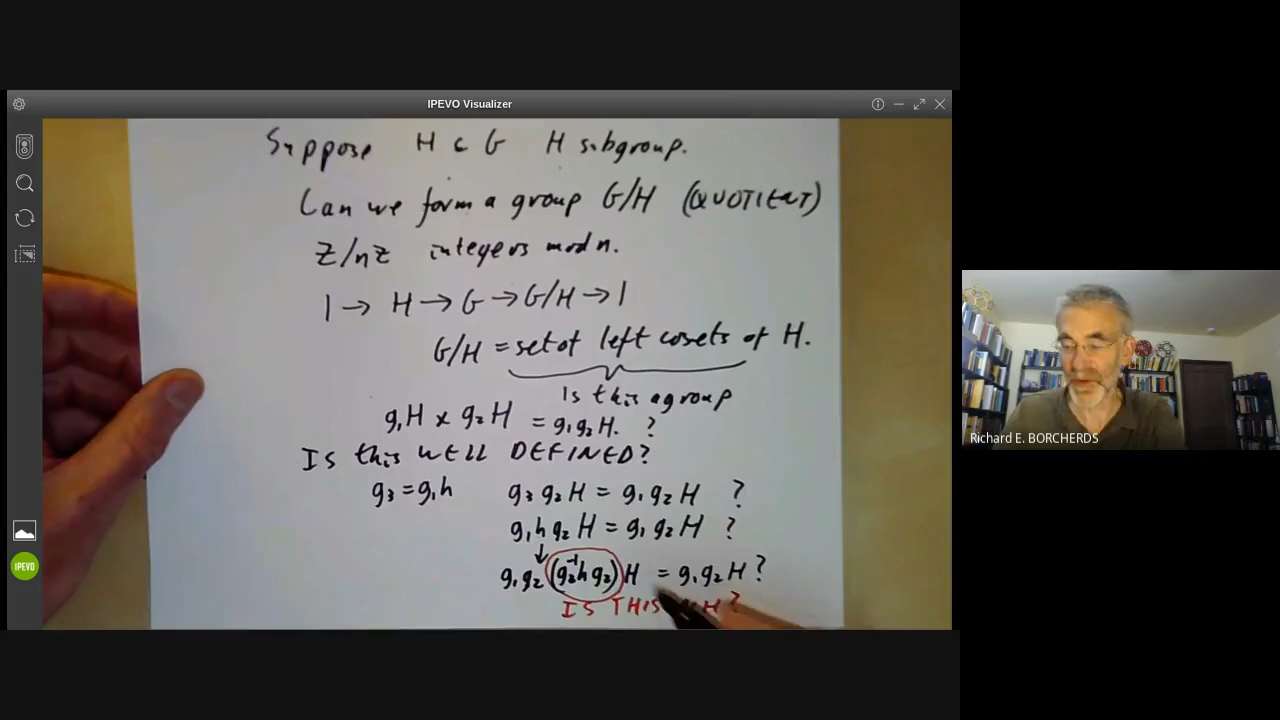 IPEVO Visualizer
Suppose H ⊂ G H subgroup.
Can we form a group G/H (QUOTIENT)
Z/nZ integers mod n.
1 → H → G → G/H → 1
G/H = set of left cosets of H.
Is this a group
g₁H × g₂H = g₁g₂H. ?
Is this WELL DEFINED?
g₃ = g₁h g₃g₂H = g₁g₂H ?
g₁hg₂H = g₁g₂H ?
↓
g₁g₂(g₂⁻¹hg₂)H = g₁g₂H ?
IS THIS H?
IPEVO
Richard E. BORCHERDS